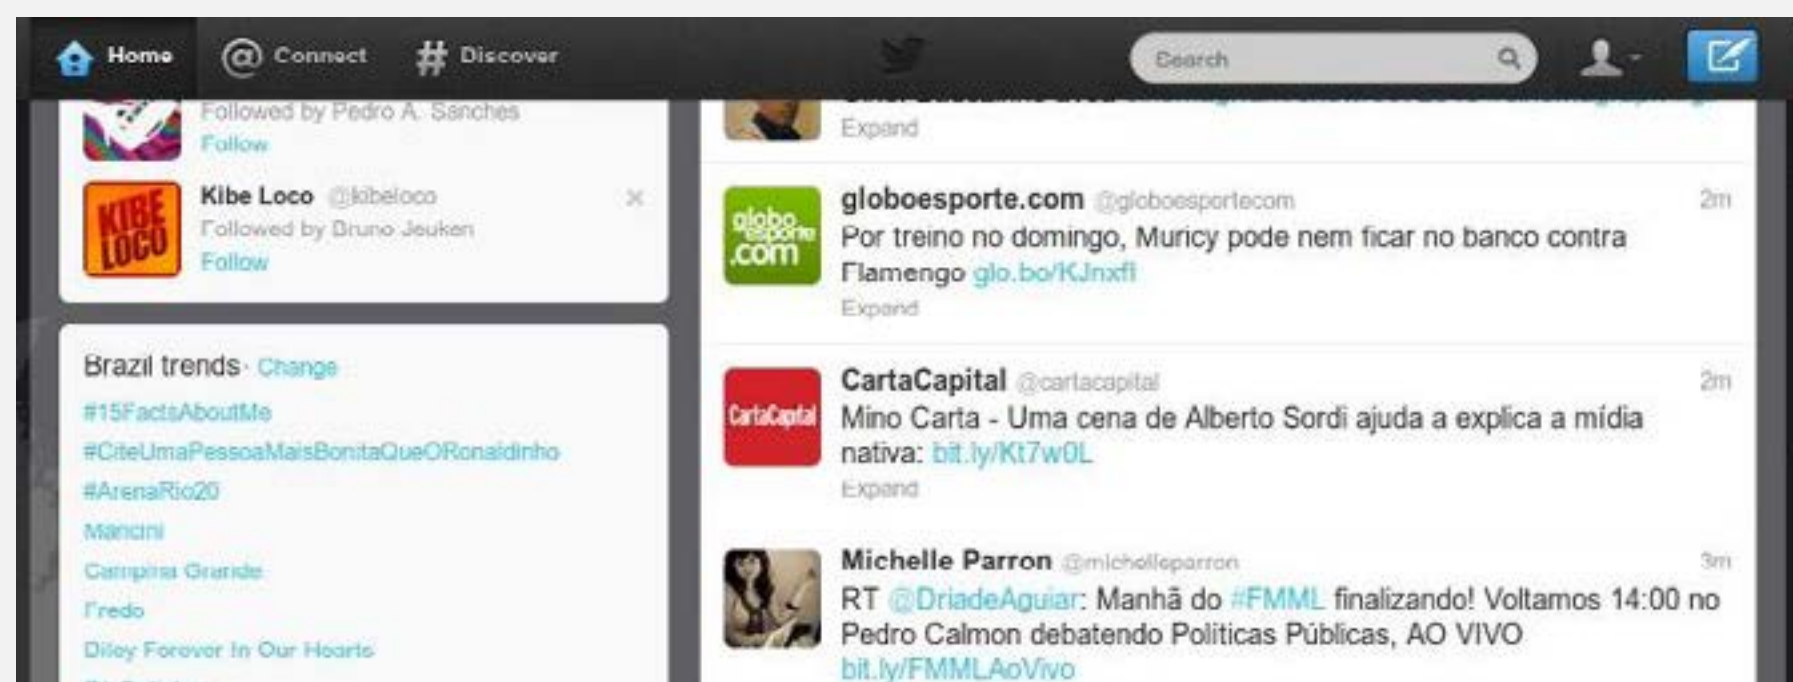 Home
Connect
Discover
Search
Followed by Pedro A. Sanches
Follow
KIBE LOCO
Kibe Loco @kibeloco
Followed by Bruno Jeuken
Follow
Brazil trends · Change
#15FactsAboutMe
#CiteUmaPessoaMaisBonitaQueORonaldinho
#ArenaRio20
Mancini
Campina Grande
Fredo
Diley Forever In Our Hearts
Expand
globo esporte .com
globoesporte.com @globoesportecom 2m
Por treino no domingo, Muricy pode nem ficar no banco contra
Flamengo glo.bo/KJnxfl
Expand
CartaCapital
CartaCapital @cartacapital 2m
Mino Carta - Uma cena de Alberto Sordi ajuda a explica a mídia
nativa: bit.ly/Kt7w0L
Expand
Michelle Parron @michelleparron 3m
RT @DriadeAguiar: Manhã do #FMML finalizando! Voltamos 14:00 no
Pedro Calmon debatendo Políticas Públicas, AO VIVO
bit.ly/FMMLAoVivo